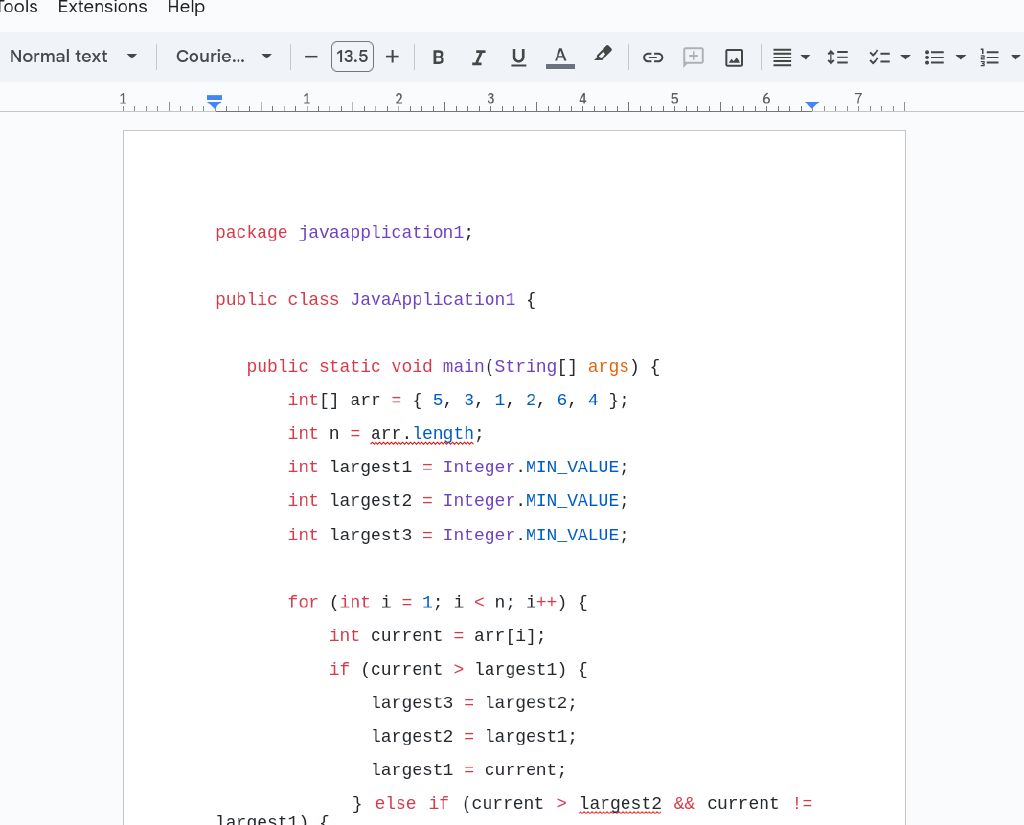 Tools Extensions Help
Normal text Courie... 13.5 B I U A
1 1 2 3 4 5 6 7
package javaapplication1;
public class JavaApplication1 {
public static void main(String[] args) {
int[] arr = { 5, 3, 1, 2, 6, 4 };
int n = arr.length;
int largest1 = Integer.MIN_VALUE;
int largest2 = Integer.MIN_VALUE;
int largest3 = Integer.MIN_VALUE;
for (int i = 1; i < n; i++) {
int current = arr[i];
if (current > largest1) {
largest3 = largest2;
largest2 = largest1;
largest1 = current;
} else if (current > largest2 && current !=
largest1) {